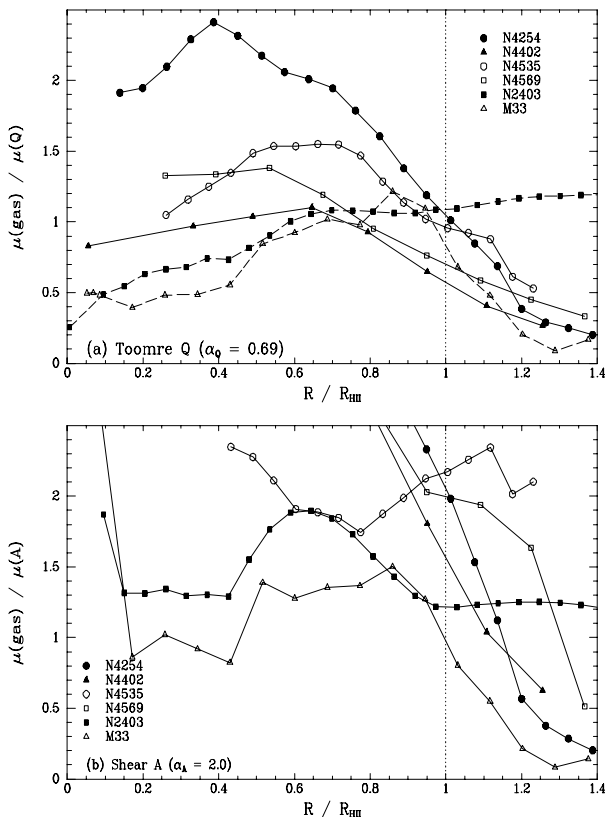 N4254
N4402
N4535
N4569
N2403
M33
2
1.5
1
0.5
0
μ(gas) / μ(Q)
(a) Toomre Q (α_Q = 0.69)
0 0.2 0.4 0.6 0.8 1 1.2 1.4
R / R_HII
2.5
2
1.5
1
0.5
0
μ(gas) / μ(A)
N4254
N4402
N4535
N4569
N2403
M33
(b) Shear A (α_A = 2.0)
0 0.2 0.4 0.6 0.8 1 1.2 1.4
R / R_HII